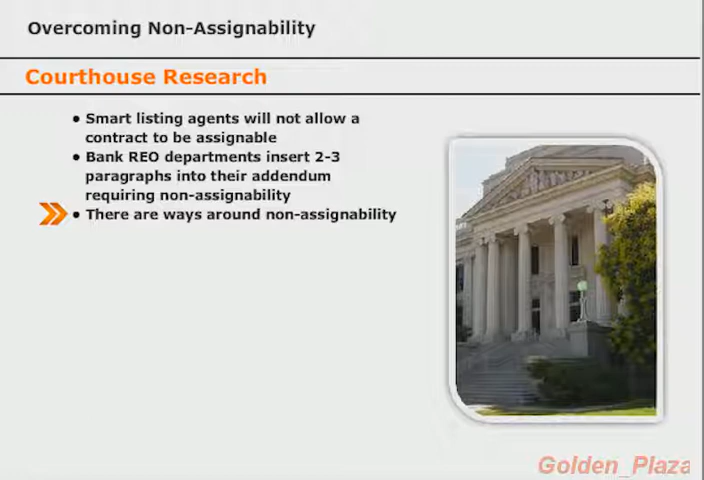 Overcoming Non-Assignability
Courthouse Research
● Smart listing agents will not allow a
contract to be assignable
● Bank REO departments insert 2-3
paragraphs into their addendum
requiring non-assignability
● There are ways around non-assignability
Golden_Plaza